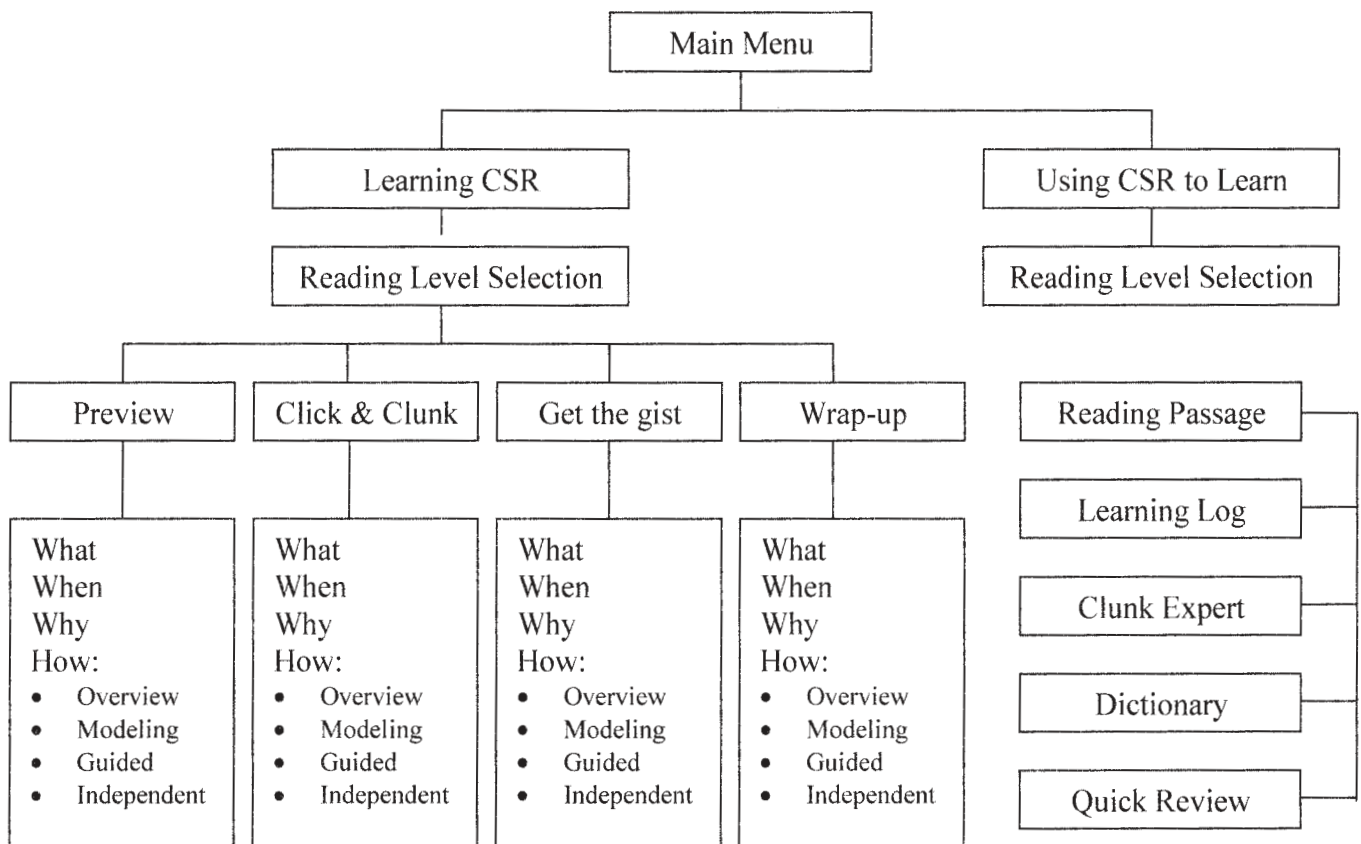 Main Menu
Learning CSR
Using CSR to Learn
Reading Level Selection
Reading Level Selection
Preview
Click & Clunk
Get the gist
Wrap-up
What
When
Why
How:
• Overview
• Modeling
• Guided
• Independent
What
When
Why
How:
• Overview
• Modeling
• Guided
• Independent
What
When
Why
How:
• Overview
• Modeling
• Guided
• Independent
What
When
Why
How:
• Overview
• Modeling
• Guided
• Independent
Reading Passage
Learning Log
Clunk Expert
Dictionary
Quick Review